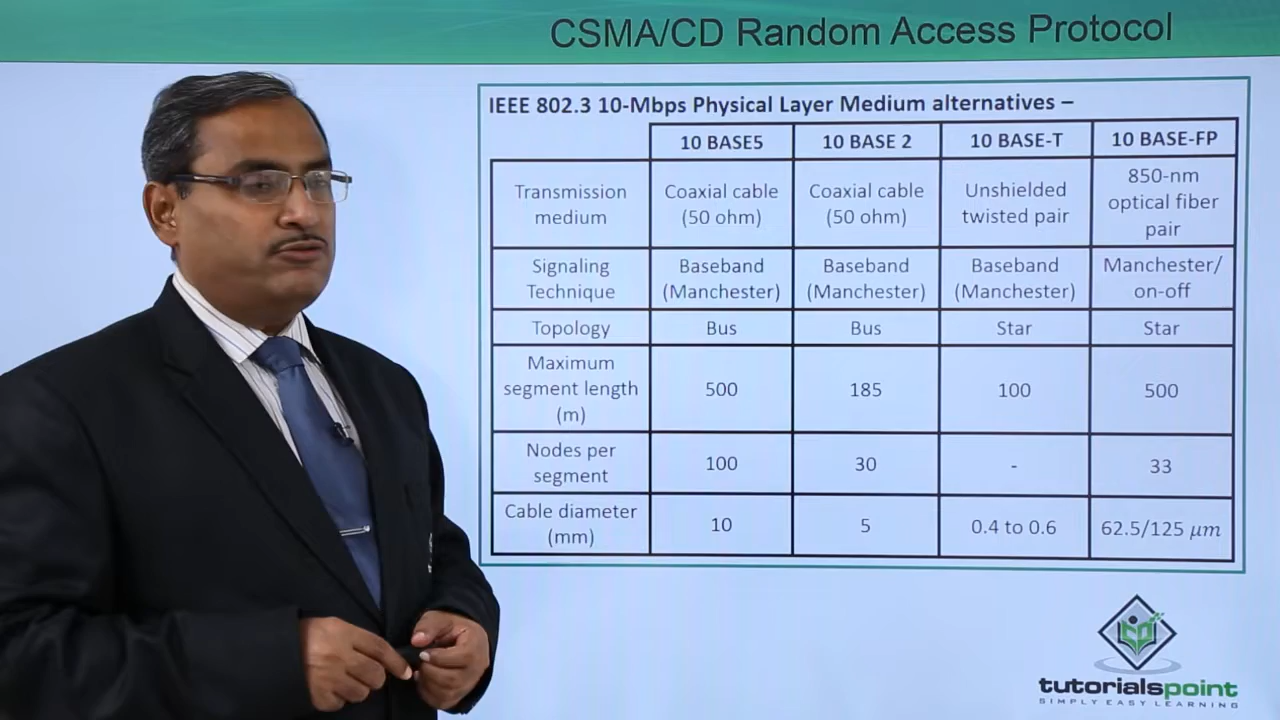 CSMA/CD Random Access Protocol
IEEE 802.3 10-Mbps Physical Layer Medium alternatives –
10 BASE5 10 BASE 2 10 BASE-T 10 BASE-FP
Transmission medium Coaxial cable (50 ohm) Coaxial cable (50 ohm) Unshielded twisted pair 850-nm optical fiber pair
Signaling Technique Baseband (Manchester) Baseband (Manchester) Baseband (Manchester) Manchester/ on-off
Topology Bus Bus Star Star
Maximum segment length (m) 500 185 100 500
Nodes per segment 100 30 - 33
Cable diameter (mm) 10 5 0.4 to 0.6 62.5/125 μm
tutorialspoint
SIMPLY EASY LEARNING